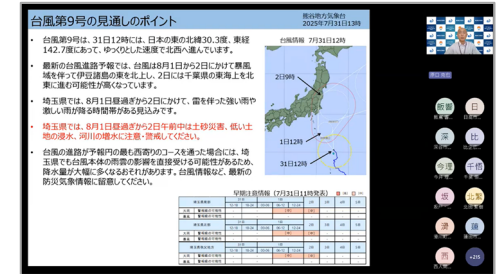 台風第9号の見通しのポイント
熊谷地方気象台
2025年7月31日13時
• 台風第9号は、31日12時には、日本の東の北緯30.3度、東経
142.7度にあって、ゆっくりとした速度で北西へ進んでいます。
• 最新の台風進路予報では、台風は8月1日から2日にかけて暴風
域を伴って伊豆諸島の東を北上し、2日には千葉県の東海上を北
東に進む可能性が高くなっています。
• 埼玉県では、8月1日昼過ぎから2日にかけて、雷を伴った強い雨や
激しい雨が降る時間帯がある見込みです。
• 埼玉県では、8月1日昼過ぎから2日午前中は土砂災害、低い土
地の浸水、河川の増水に注意・警戒してください。
• 台風の進路が予報円の最も西寄りのコースを通った場合には、埼
玉県でも台風本体の雨雲の影響を直接受ける可能性があるため、
降水量が大幅に多くなるおそれがあります。台風情報など、最新の
防災気象情報に留意してください。
台風情報 7月31日12時
2日9時
1日12時
31日12時
早期注意情報（7月31日11時発表）
飯響
日
深
比
今理
千悟
坂
北繁
蓮
西
+215